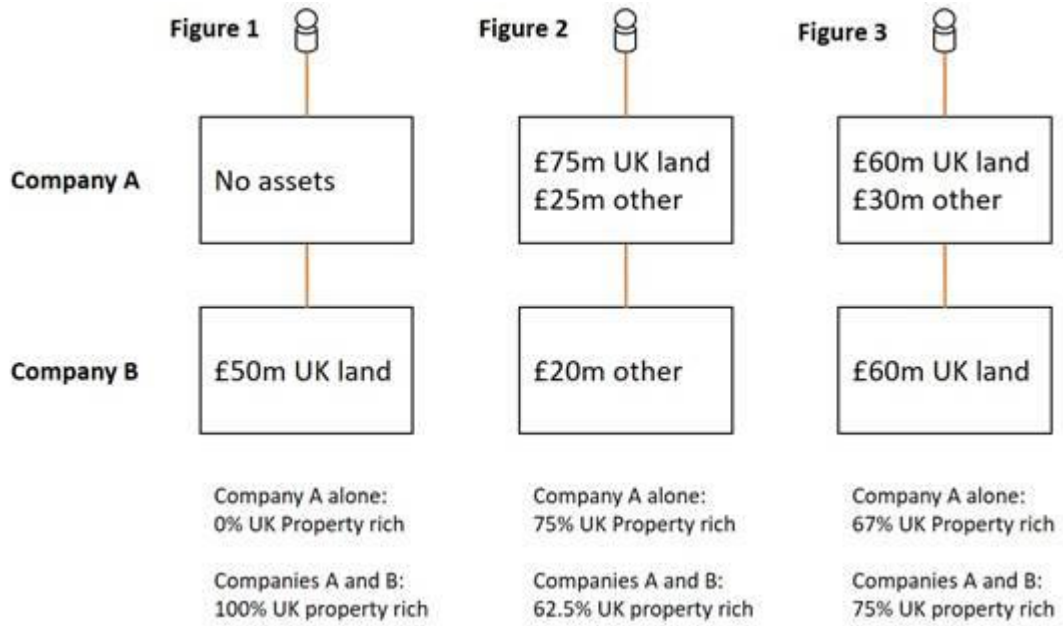 Figure 1
Figure 2
Figure 3
Company A
No assets
£75m UK land
£25m other
£60m UK land
£30m other
Company B
£50m UK land
£20m other
£60m UK land
Company A alone:
0% UK Property rich
Company A alone:
75% UK Property rich
Company A alone:
67% UK Property rich
Companies A and B:
100% UK property rich
Companies A and B:
62.5% UK property rich
Companies A and B:
75% UK property rich